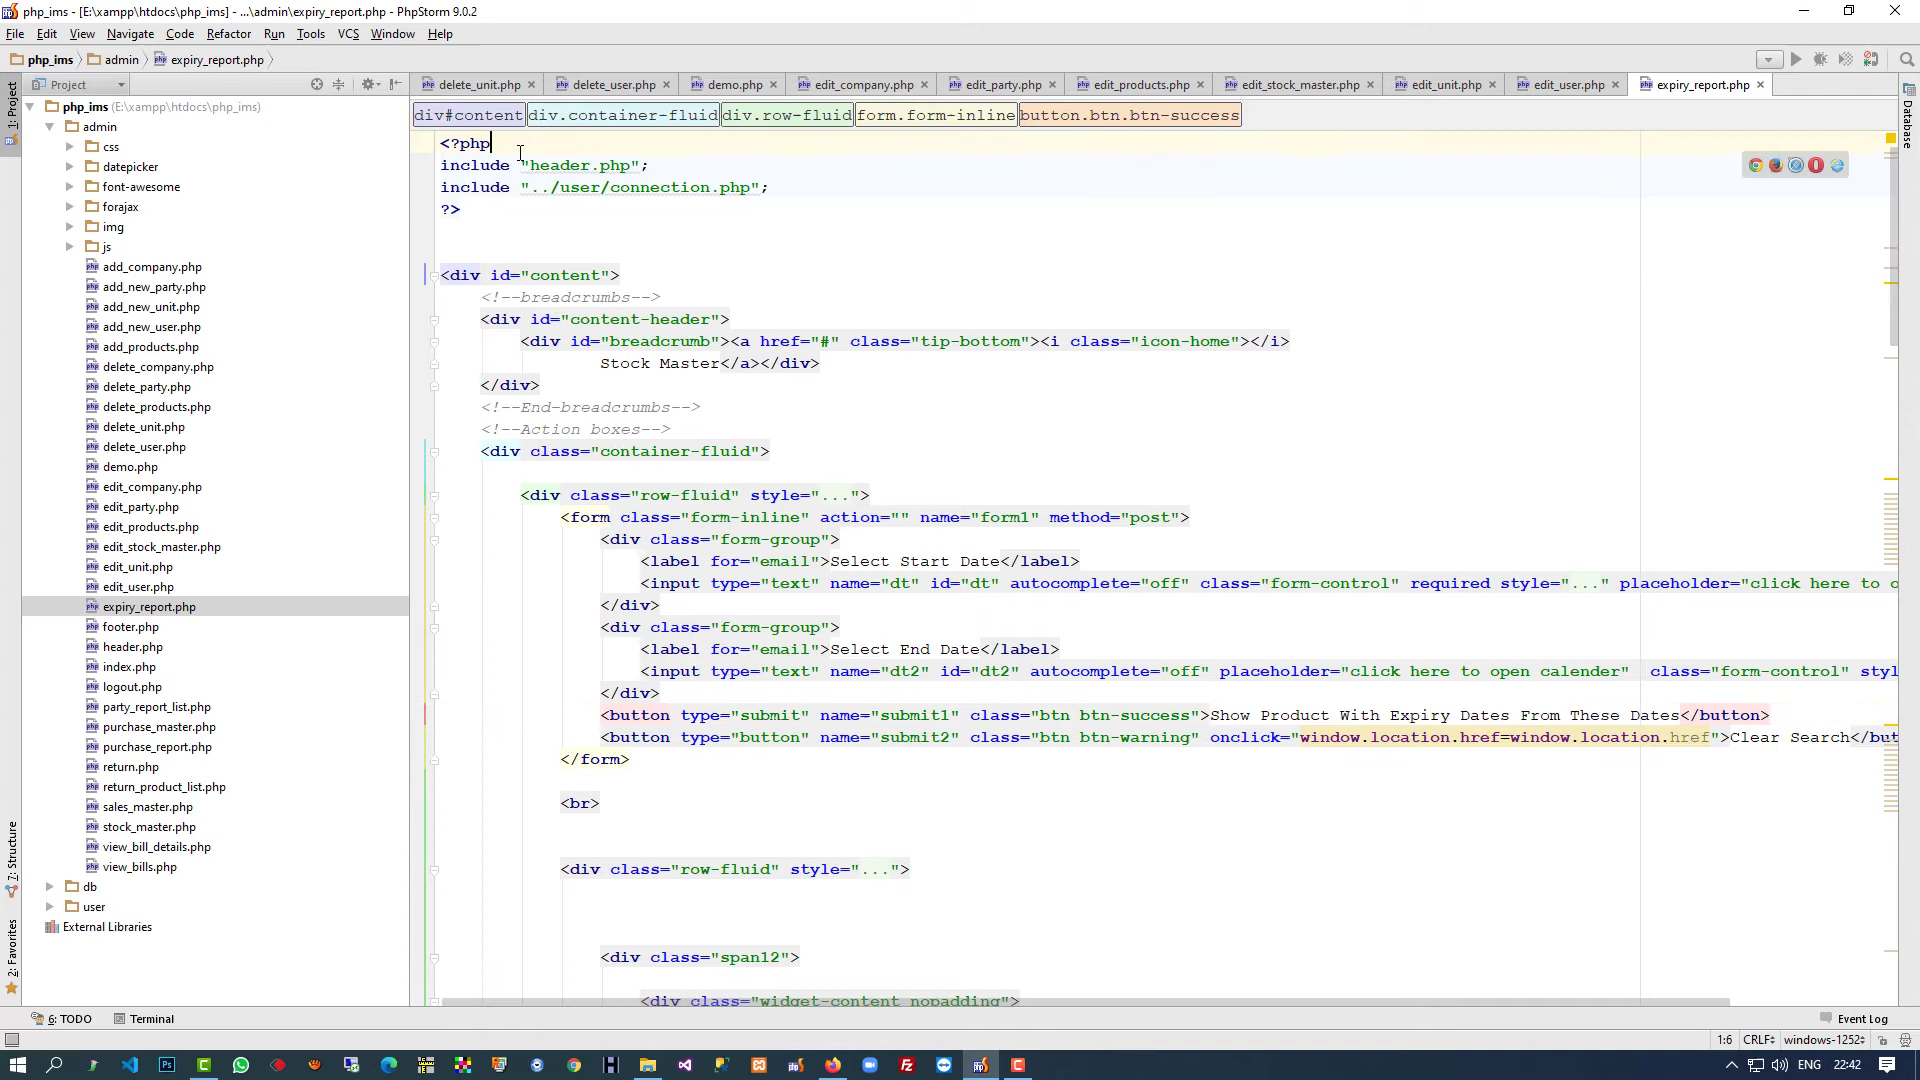 php_ims - [E:\xampp\htdocs\php_ims] - ...\admin\expiry_report.php - PhpStorm 9.0.2
File Edit View Navigate Code Refactor Run Tools VCS Window Help
php_ims admin expiry_report.php
Project
delete_unit.php delete_user.php demo.php edit_company.php edit_party.php edit_products.php edit_stock_master.php edit_unit.php edit_user.php expiry_report.php
div#content div.container-fluid div.row-fluid form.form-inline button.btn.btn-success
1: Project
7: Structure
2: Favorites
Database
php_ims (E:\xampp\htdocs\php_ims)
admin
css
datepicker
font-awesome
forajax
img
js
add_company.php
add_new_party.php
add_new_unit.php
add_new_user.php
add_products.php
delete_company.php
delete_party.php
delete_products.php
delete_unit.php
delete_user.php
demo.php
edit_company.php
edit_party.php
edit_products.php
edit_stock_master.php
edit_unit.php
edit_user.php
expiry_report.php
footer.php
header.php
index.php
logout.php
party_report_list.php
purchase_master.php
purchase_report.php
return.php
return_product_list.php
sales_master.php
stock_master.php
view_bill_details.php
view_bills.php
db
user
External Libraries
<?php
include "header.php";
include "../user/connection.php";
?>
<div id="content">
<!--breadcrumbs-->
<div id="content-header">
<div id="breadcrumb"><a href="#" class="tip-bottom"><i class="icon-home"></i>
Stock Master</a></div>
</div>
<!--End-breadcrumbs-->
<!--Action boxes-->
<div class="container-fluid">
<div class="row-fluid" style="...">
<form class="form-inline" action="" name="form1" method="post">
<div class="form-group">
<label for="email">Select Start Date</label>
<input type="text" name="dt" id="dt" autocomplete="off" class="form-control" required style="..." placeholder="click here to o
</div>
<div class="form-group">
<label for="email">Select End Date</label>
<input type="text" name="dt2" id="dt2" autocomplete="off" placeholder="click here to open calender" class="form-control" styl
</div>
<button type="submit" name="submit1" class="btn btn-success">Show Product With Expiry Dates From These Dates</button>
<button type="button" name="submit2" class="btn btn-warning" onclick="window.location.href=window.location.href">Clear Search</but
</form>
<br>
<div class="row-fluid" style="...">
<div class="span12">
<div class="widget-content nopadding">
6: TODO Terminal Event Log
1:6 CRLF windows-1252
ENG 22:42